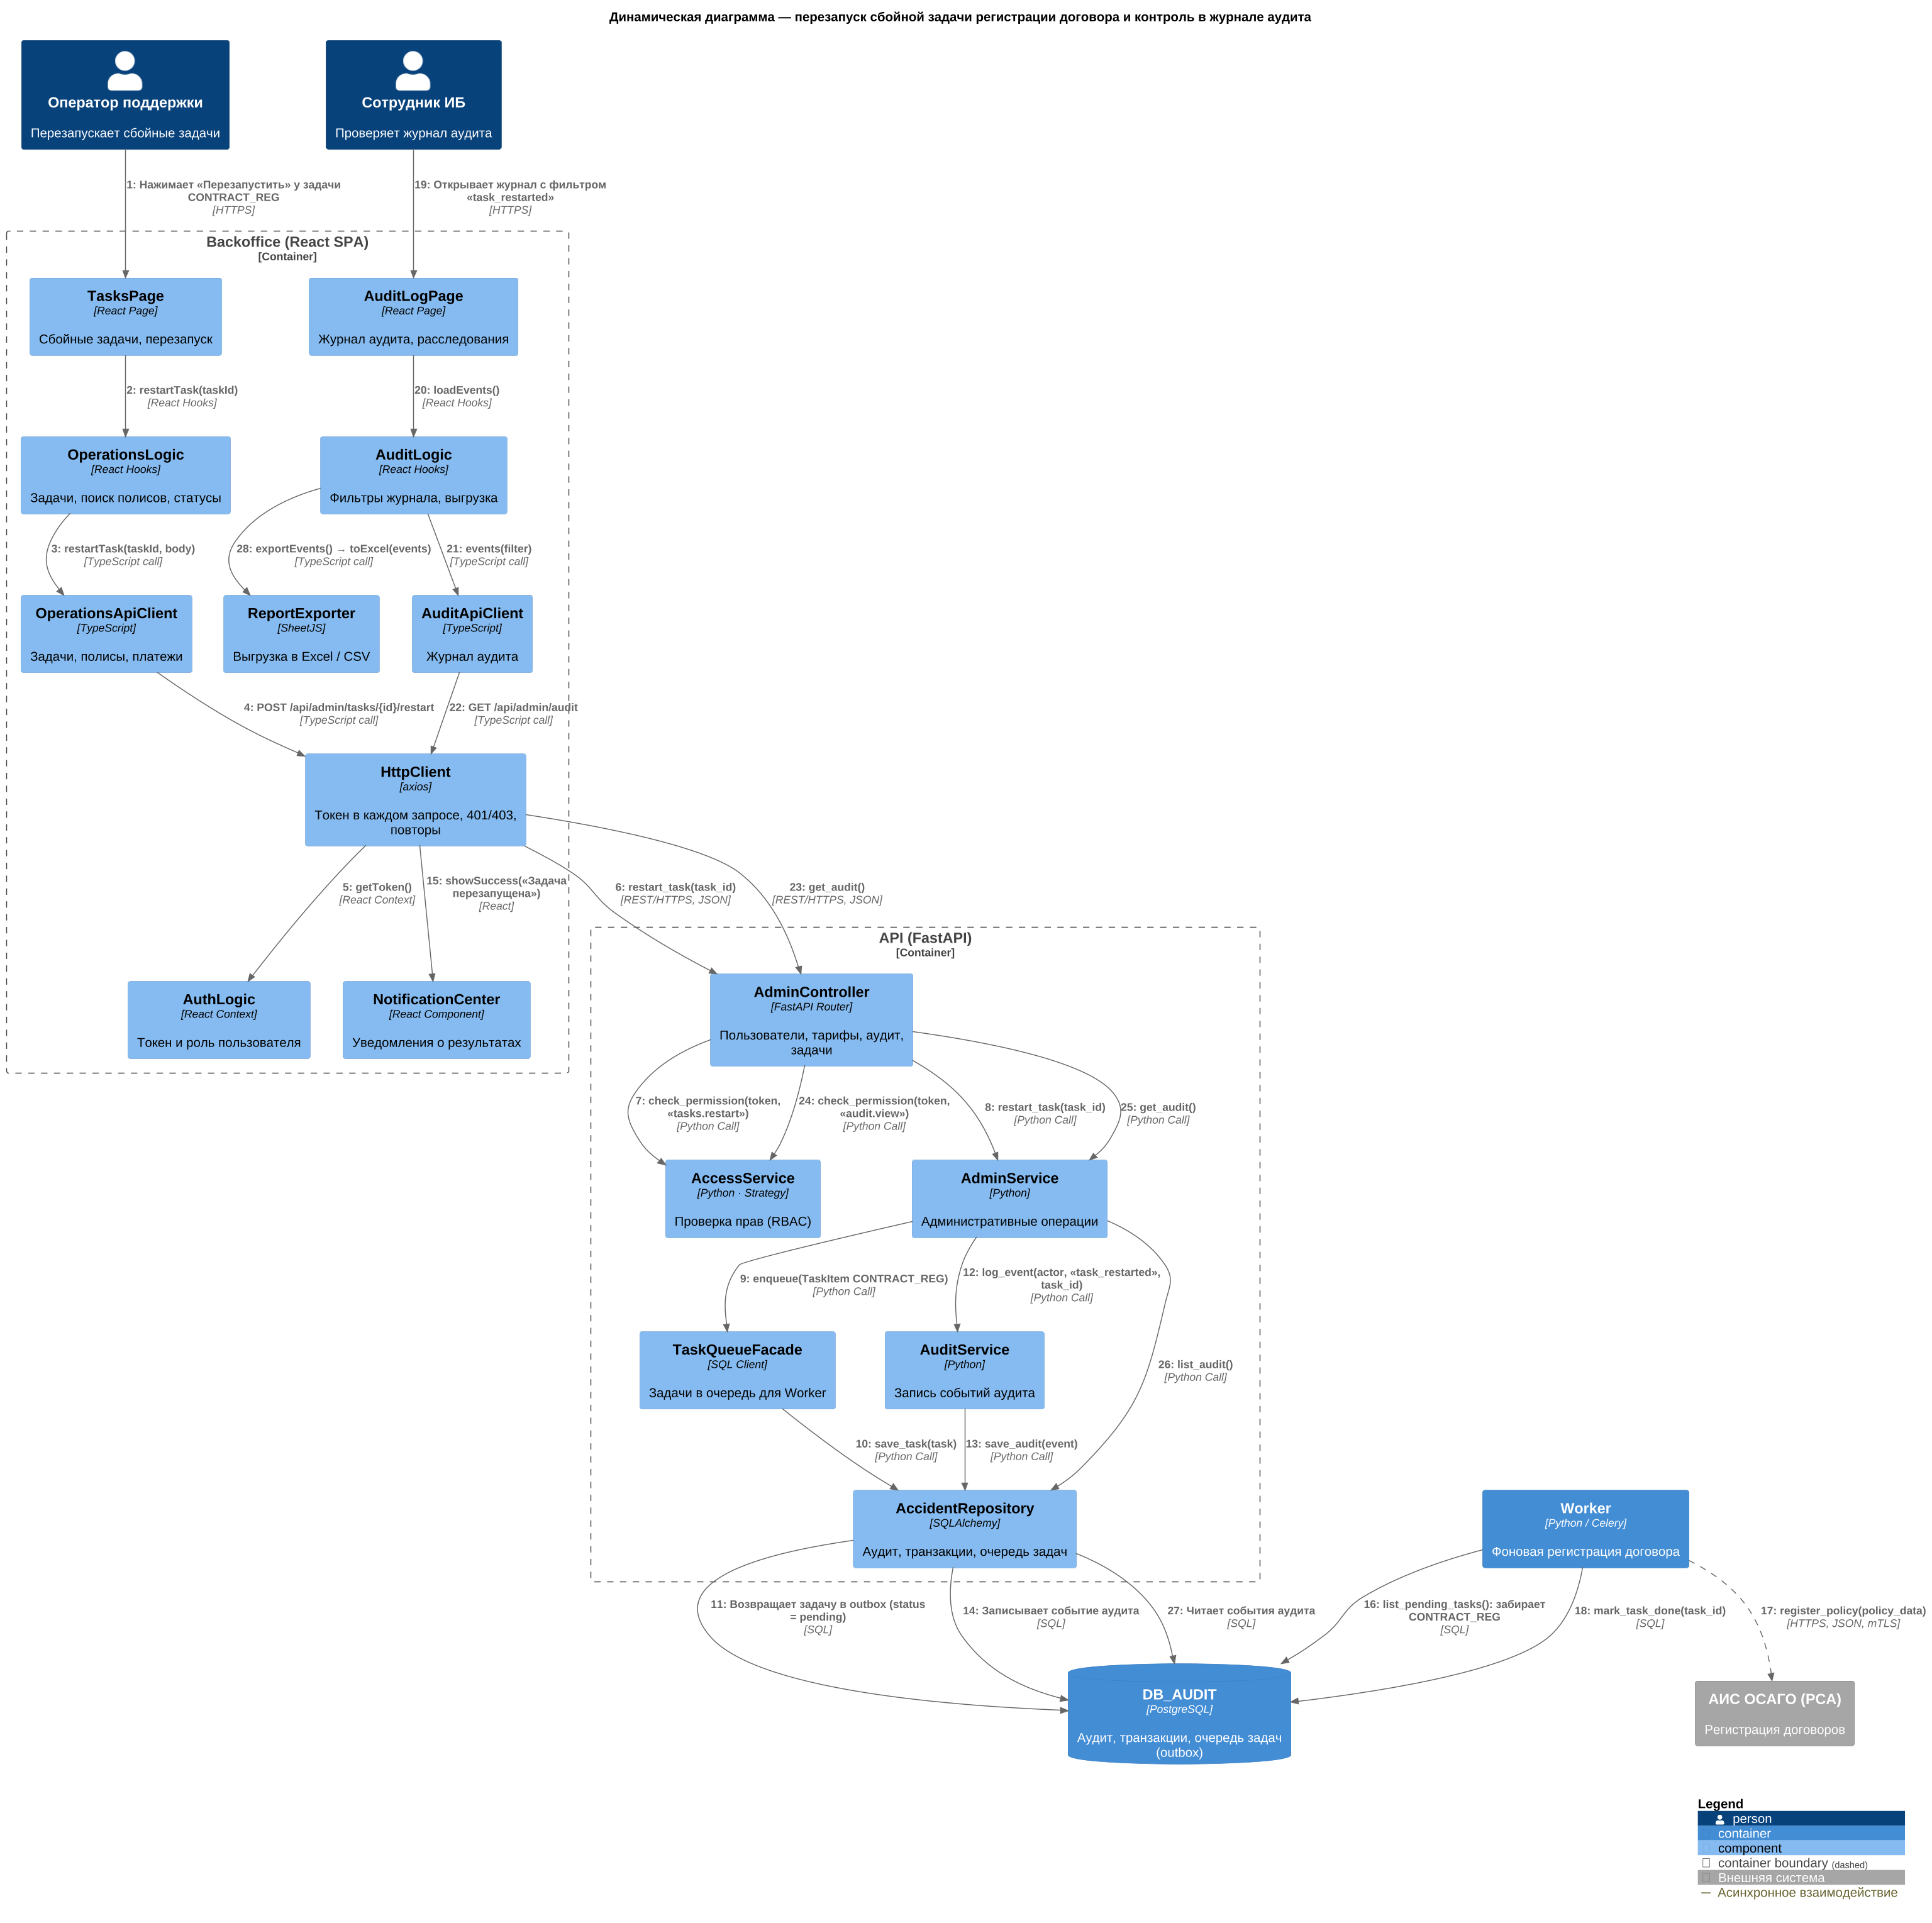 Динамическая диаграмма — перезапуск сбойной задачи регистрации договора и контроль в журнале аудита
Оператор поддержки
Перезапускает сбойные задачи
Сотрудник ИБ
Проверяет журнал аудита
1: Нажимает «Перезапустить» у задачи
CONTRACT_REG
[HTTPS]
19: Открывает журнал с фильтром
«task_restarted»
[HTTPS]
Backoffice (React SPA)
[Container]
TasksPage
[React Page]
Сбойные задачи, перезапуск
AuditLogPage
[React Page]
Журнал аудита, расследования
2: restartTask(taskId)
[React Hooks]
20: loadEvents()
[React Hooks]
OperationsLogic
[React Hooks]
Задачи, поиск полисов, статусы
AuditLogic
[React Hooks]
Фильтры журнала, выгрузка
3: restartTask(taskId, body)
[TypeScript call]
28: exportEvents() → toExcel(events)
[TypeScript call]
21: events(filter)
[TypeScript call]
OperationsApiClient
[TypeScript]
Задачи, полисы, платежи
ReportExporter
[SheetJS]
Выгрузка в Excel / CSV
AuditApiClient
[TypeScript]
Журнал аудита
4: POST /api/admin/tasks/{id}/restart
[TypeScript call]
22: GET /api/admin/audit
[TypeScript call]
HttpClient
[axios]
Токен в каждом запросе, 401/403,
повторы
5: getToken()
[React Context]
15: showSuccess(«Задача
перезапущена»)
[React]
6: restart_task(task_id)
[REST/HTTPS, JSON]
23: get_audit()
[REST/HTTPS, JSON]
AuthLogic
[React Context]
Токен и роль пользователя
NotificationCenter
[React Component]
Уведомления о результатах
API (FastAPI)
[Container]
AdminController
[FastAPI Router]
Пользователи, тарифы, аудит,
задачи
7: check_permission(token,
«tasks.restart»)
[Python Call]
24: check_permission(token,
«audit.view»)
[Python Call]
8: restart_task(task_id)
[Python Call]
25: get_audit()
[Python Call]
AccessService
[Python · Strategy]
Проверка прав (RBAC)
AdminService
[Python]
Административные операции
9: enqueue(TaskItem CONTRACT_REG)
[Python Call]
12: log_event(actor, «task_restarted»,
task_id)
[Python Call]
26: list_audit()
[Python Call]
TaskQueueFacade
[SQL Client]
Задачи в очередь для Worker
AuditService
[Python]
Запись событий аудита
10: save_task(task)
[Python Call]
13: save_audit(event)
[Python Call]
AccidentRepository
[SQLAlchemy]
Аудит, транзакции, очередь задач
Worker
[Python / Celery]
Фоновая регистрация договора
11: Возвращает задачу в outbox (status
= pending)
[SQL]
14: Записывает событие аудита
[SQL]
27: Читает события аудита
[SQL]
16: list_pending_tasks(): забирает
CONTRACT_REG
[SQL]
18: mark_task_done(task_id)
[SQL]
17: register_policy(policy_data)
[HTTPS, JSON, mTLS]
DB_AUDIT
[PostgreSQL]
Аудит, транзакции, очередь задач
(outbox)
АИС ОСАГО (РСА)
Регистрация договоров
Legend
person
container
component
container boundary (dashed)
Внешняя система
Асинхронное взаимодействие